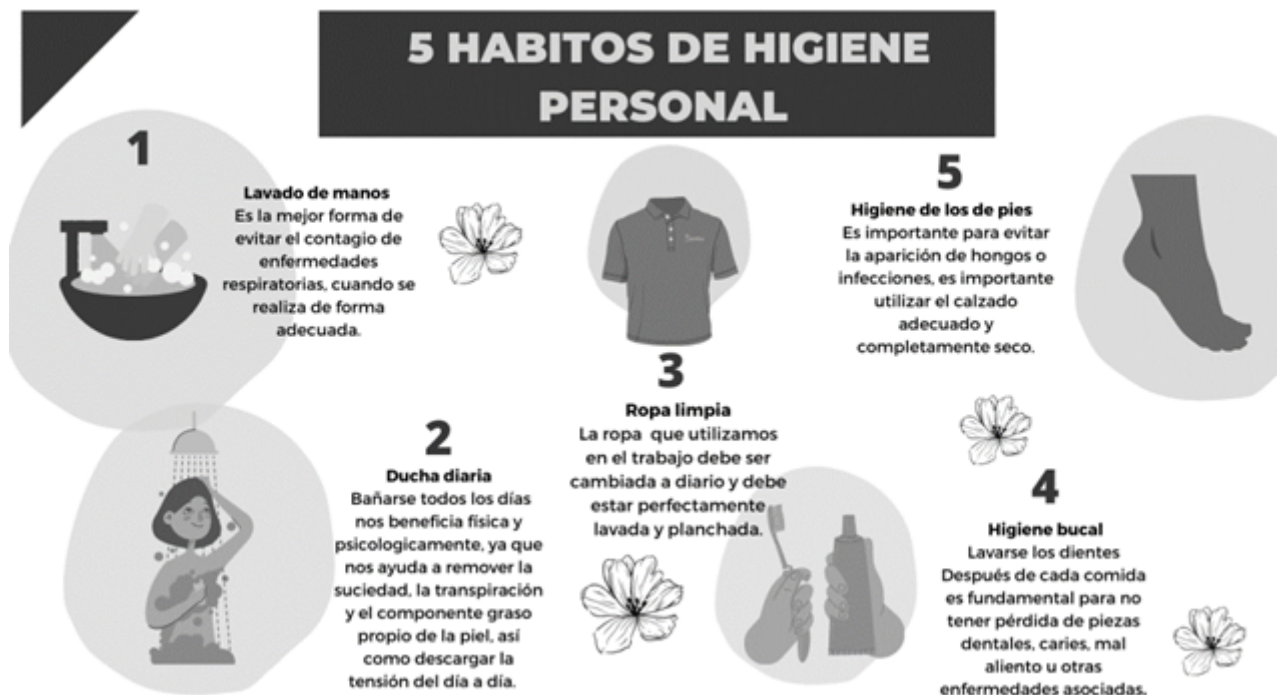 5 HABITOS DE HIGIENE
PERSONAL
1
Lavado de manos
Es la mejor forma de
evitar el contagio de
enfermedades
respiratorias, cuando se
realiza de forma
adecuada.
2
Ducha diaria
Bañarse todos los días
nos beneficia física y
psicologicamente, ya que
nos ayuda a remover la
suciedad, la transpiración
y el componente graso
propio de la piel, así
como descargar la
tensión del día a día.
3
Ropa limpia
La ropa que utilizamos
en el trabajo debe ser
cambiada a diario y debe
estar perfectamente
lavada y planchada.
4
Higiene bucal
Lavarse los dientes
Después de cada comida
es fundamental para no
tener pérdida de piezas
dentales, caries, mal
aliento u otras
enfermedades asociadas.
5
Higiene de los de pies
Es importante para evitar
la aparición de hongos o
infecciones, es importante
utilizar el calzado
adecuado y
completamente seco.